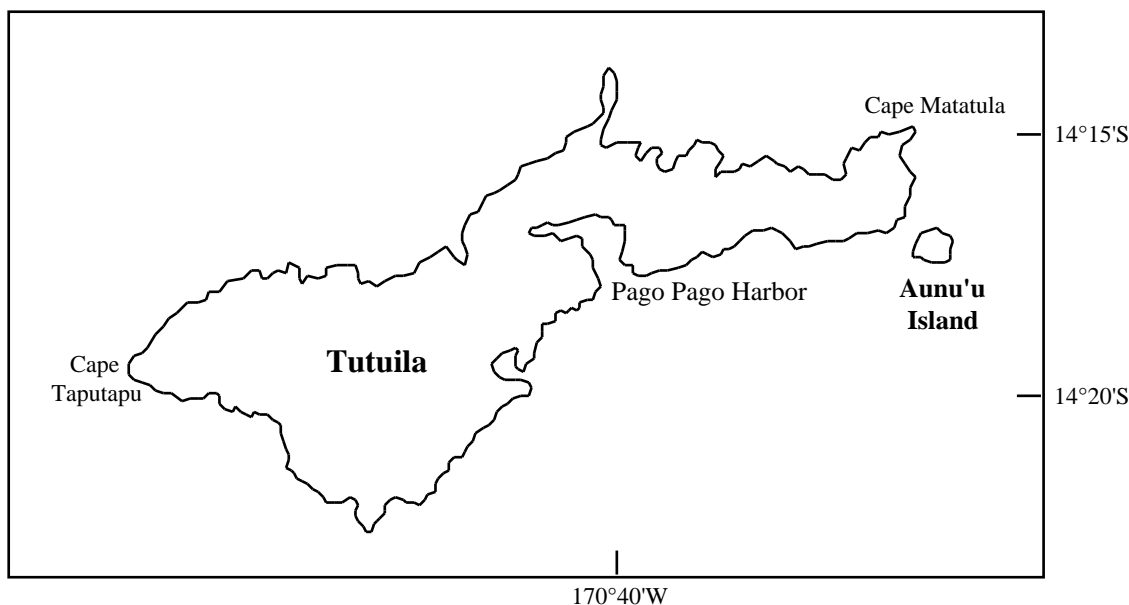 Cape Matatula
14°15'S
Pago Pago Harbor
Aunu'u
Island
Tutuila
Cape
Taputapu
14°20'S
170°40'W